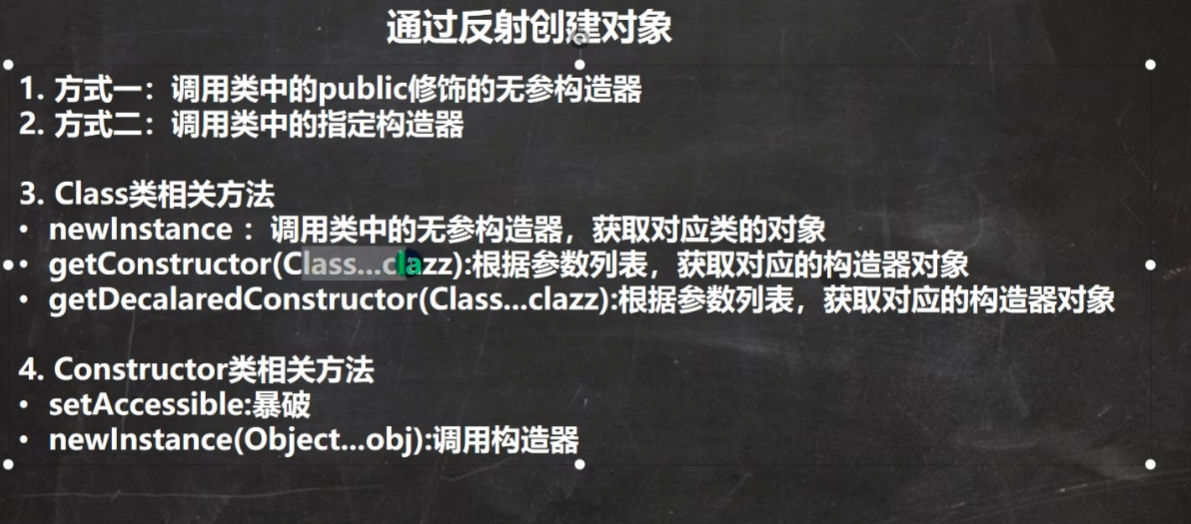 通过反射创建对象
1. 方式一：调用类中的public修饰的无参构造器
2. 方式二：调用类中的指定构造器
3. Class类相关方法
• newInstance ：调用类中的无参构造器，获取对应类的对象
• getConstructor(Class...clazz):根据参数列表，获取对应的构造器对象
• getDecalaredConstructor(Class...clazz):根据参数列表，获取对应的构造器对象
4. Constructor类相关方法
• setAccessible:暴破
• newInstance(Object...obj):调用构造器